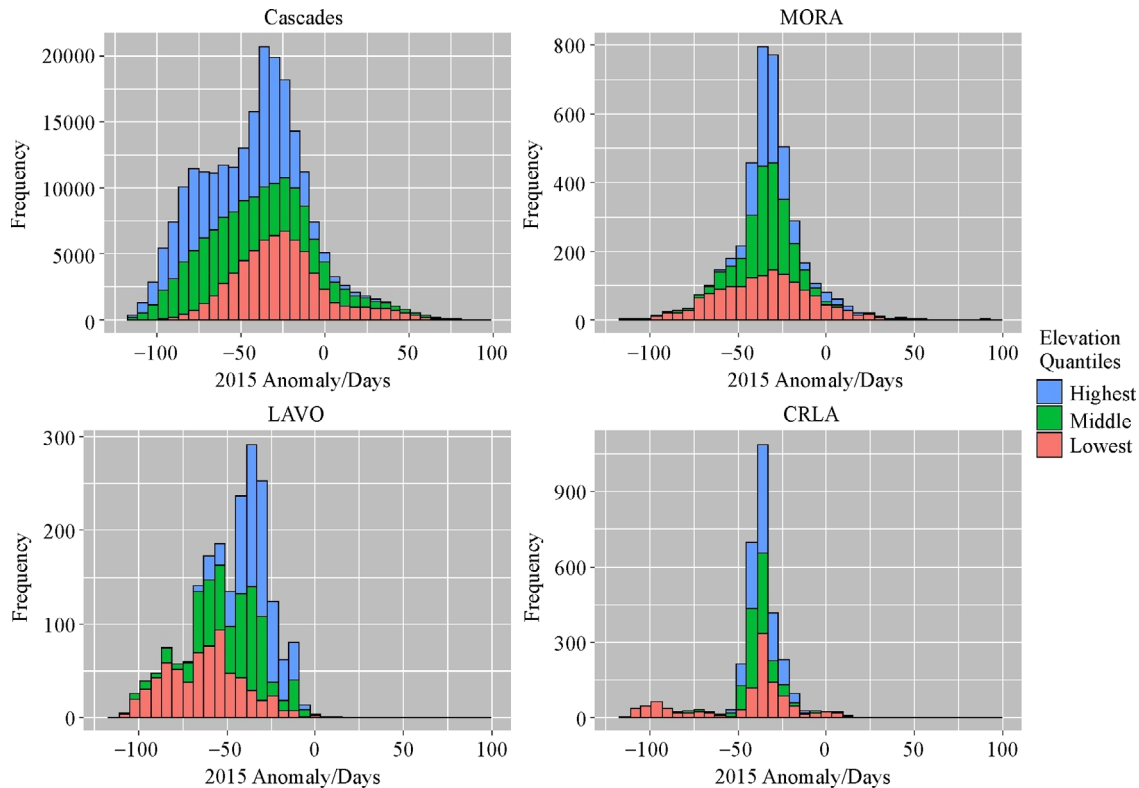 Cascades
20000
15000
10000
5000
0
Frequency
−100 −50 0 50 100
2015 Anomaly/Days
MORA
800
600
400
200
0
Frequency
−100 −50 0 50 100
2015 Anomaly/Days
Elevation
Quantiles
Highest
Middle
Lowest
LAVO
300
200
100
0
Frequency
−100 −50 0 50 100
2015 Anomaly/Days
CRLA
900
600
300
0
Frequency
−100 −50 0 50 100
2015 Anomaly/Days